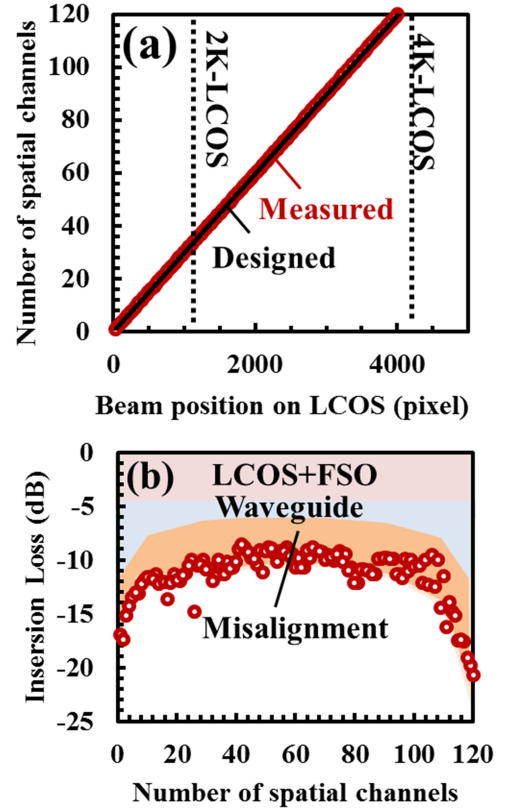 120
100
80
60
40
20
0
Number of spatial channels
(a)
2K-LCOS
4K-LCOS
Measured
Designed
0
2000
4000
Beam position on LCOS (pixel)
0
-5
-10
-15
-20
-25
Insersion Loss (dB)
(b)
LCOS+FSO
Waveguide
Misalignment
0
20
40
60
80
100
120
Number of spatial channels